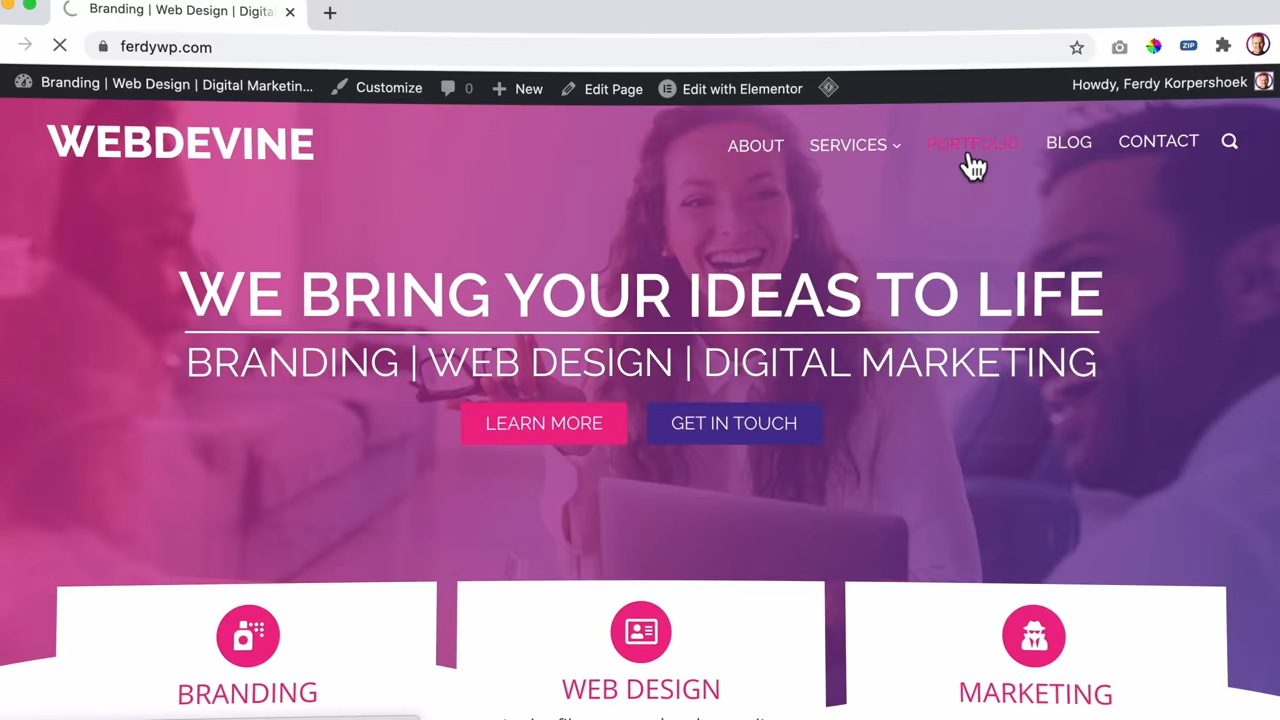 Branding | Web Design | Digita
ferdywp.com
ZIP
Branding | Web Design | Digital Marketin... Customize 0 New Edit Page Edit with Elementor Howdy, Ferdy Korpershoek
WEBDEVINE ABOUT SERVICES PORTFOLIO BLOG CONTACT
WE BRING YOUR IDEAS TO LIFE
BRANDING | WEB DESIGN | DIGITAL MARKETING
LEARN MORE GET IN TOUCH
BRANDING WEB DESIGN MARKETING